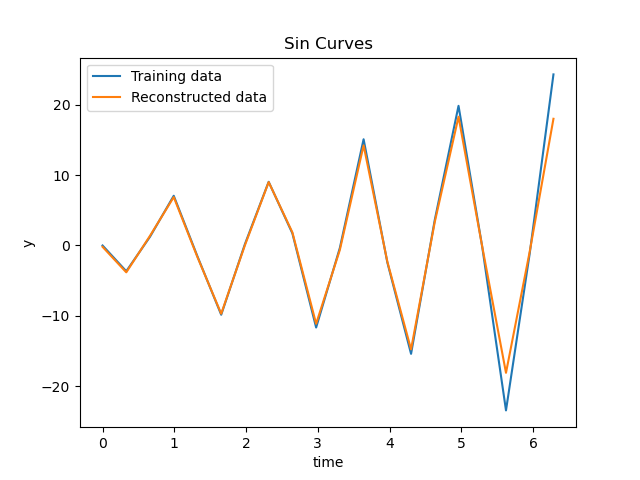 Sin Curves
Training data
Reconstructed data
20
10
0
−10
−20
y
0 1 2 3 4 5 6
time